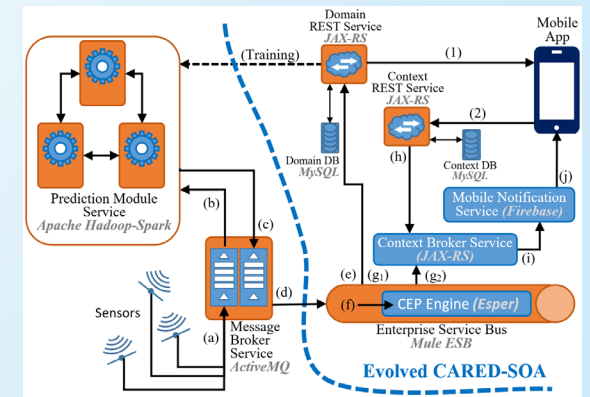 Domain
REST Service
JAX-RS
Mobile
App
(Training)
(1)
Context
REST Service
JAX-RS
(2)
(h)
Domain DB
MySQL
Context DB
MySQL
(j)
Prediction Module
Service
Apache Hadoop-Spark
(b)
(c)
Mobile Notification
Service (Firebase)
Context Broker Service
(JAX-RS)
(i)
(e)
(g1)
(g2)
(d)
(f)
CEP Engine (Esper)
Sensors
(a)
Message
Broker
Service
ActiveMQ
Enterprise Service Bus
Mule ESB
Evolved CARED-SOA